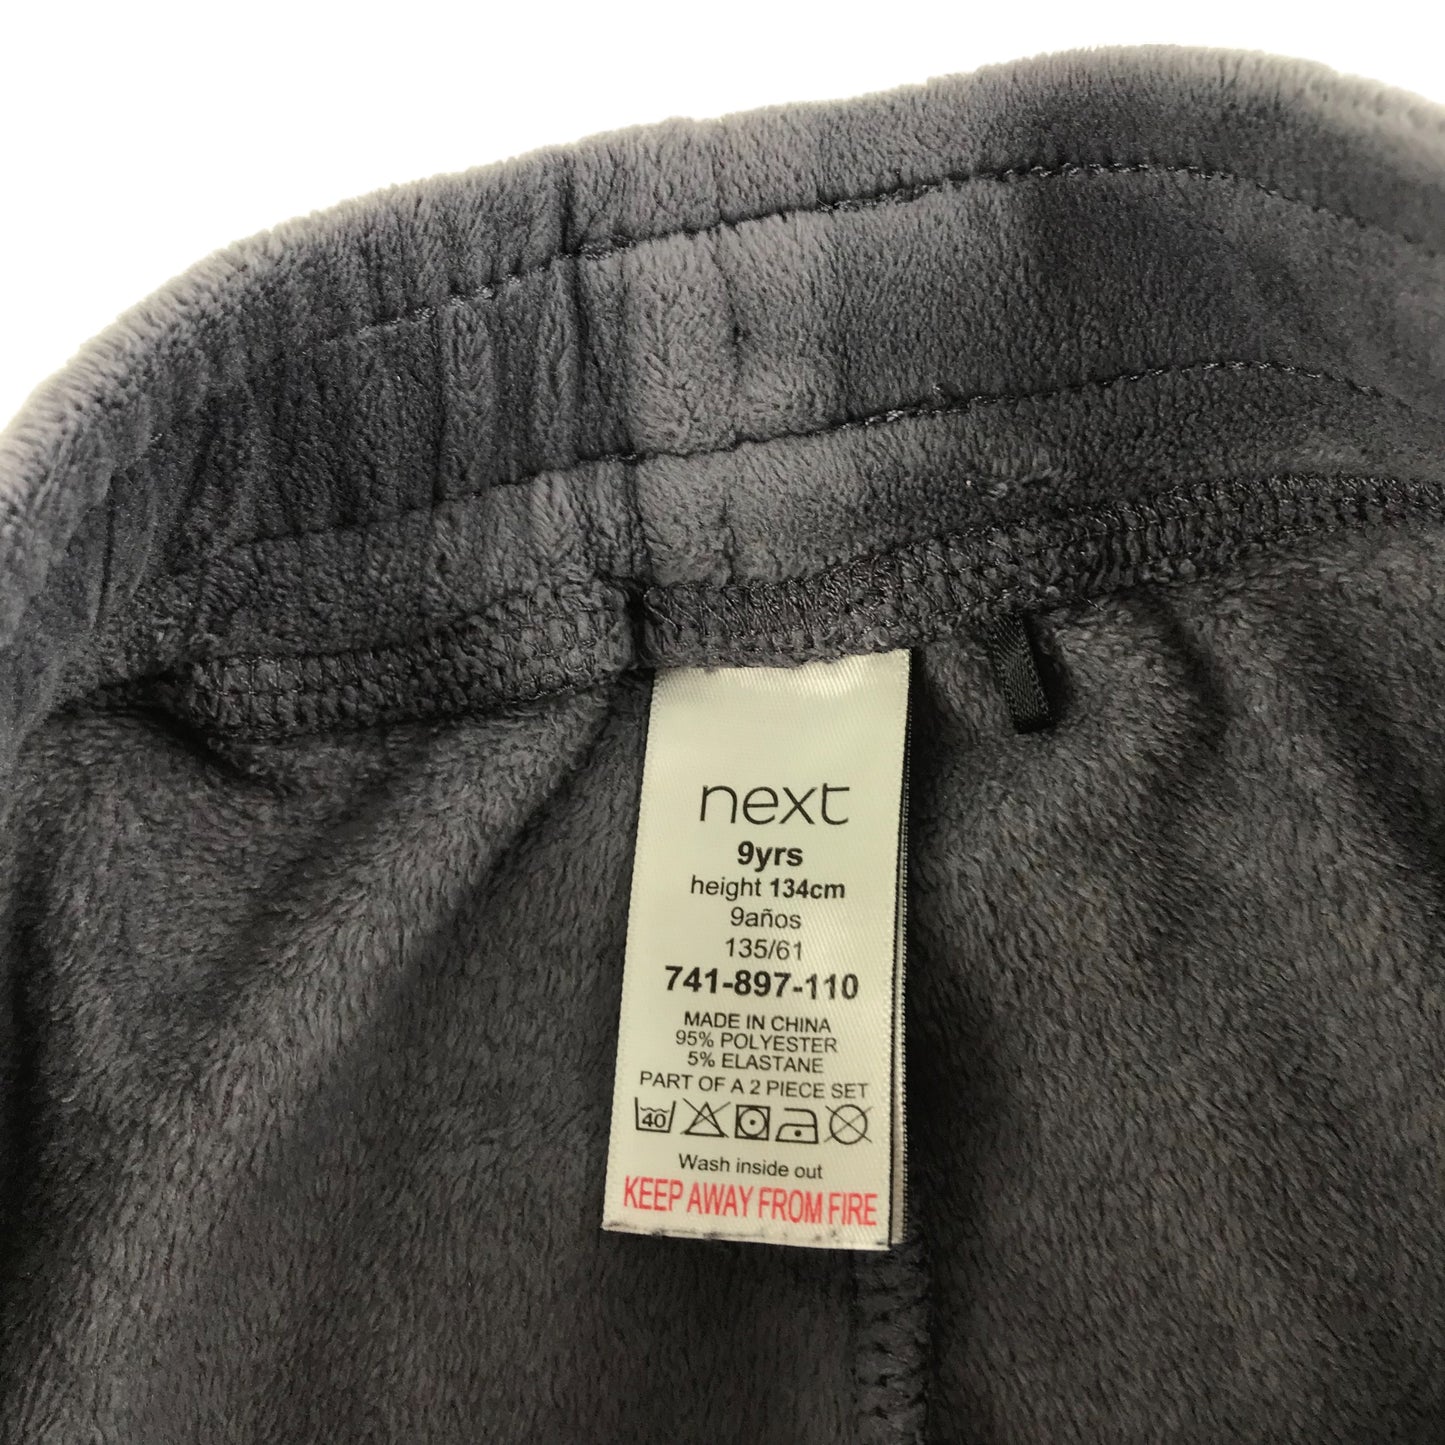 next
9yrs
height 134cm
9años
135/61
741-897-110
MADE IN CHINA
95% POLYESTER
5% ELASTANE
PART OF A 2 PIECE SET
40
Wash inside out
KEEP AWAY FROM FIRE